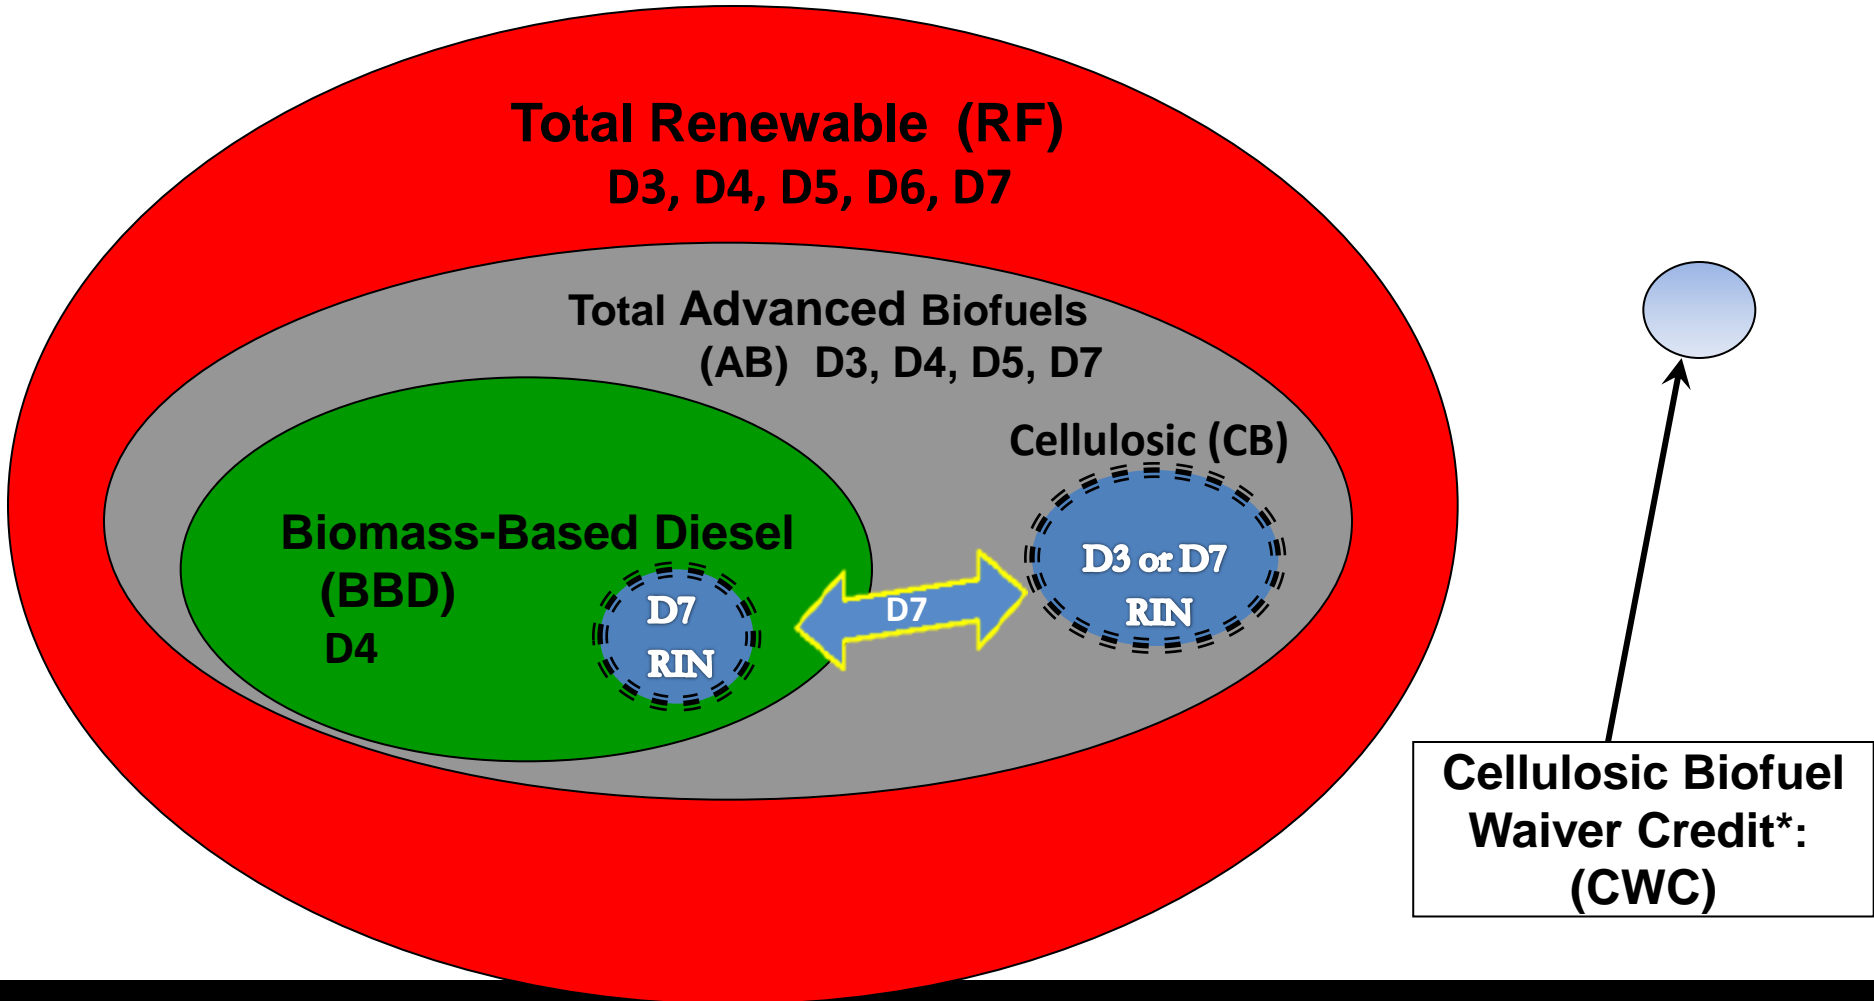 Total Renewable (RF)
D3, D4, D5, D6, D7
Total Advanced Biofuels
(AB) D3, D4, D5, D7
Cellulosic (CB)
D3 or D7
RIN
Biomass-Based Diesel
(BBD)
D4
D7
RIN
D7
Cellulosic Biofuel
Waiver Credit*:
(CWC)